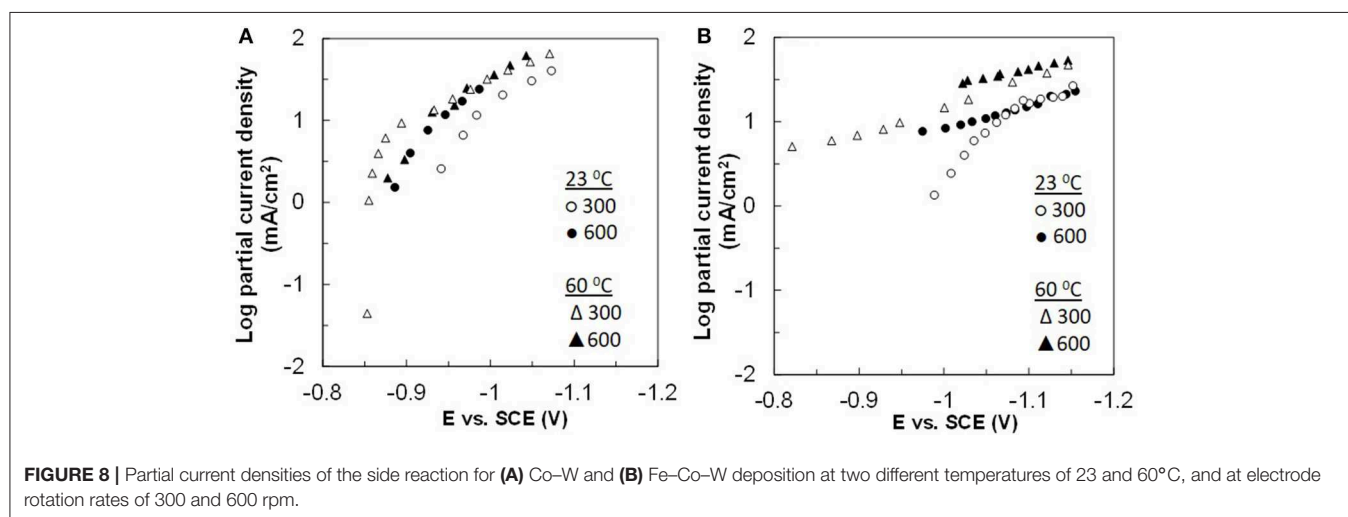 A
Log partial current density
(mA/cm²)
2
1
0
-1
-2
-0.8
-0.9
-1
-1.1
-1.2
E vs. SCE (V)
23 ⁰C
○ 300
● 600
60 ⁰C
△ 300
▲ 600
B
Log partial current density
(mA/cm²)
2
1
0
-1
-2
-0.8
-0.9
-1
-1.1
-1.2
E vs. SCE (V)
23 ⁰C
○ 300
● 600
60 ⁰C
△ 300
▲ 600
FIGURE 8 | Partial current densities of the side reaction for (A) Co–W and (B) Fe–Co–W deposition at two different temperatures of 23 and 60°C, and at electrode
rotation rates of 300 and 600 rpm.